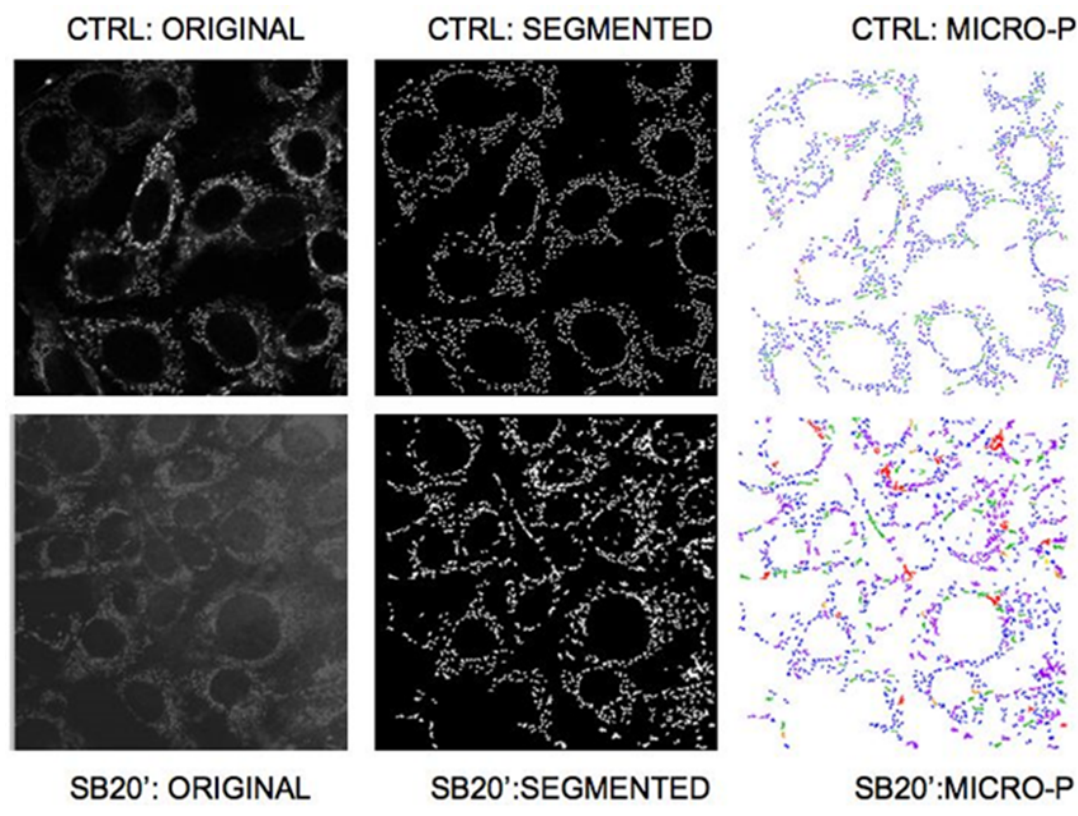 CTRL: ORIGINAL
CTRL: SEGMENTED
CTRL: MICRO-P
SB20’: ORIGINAL
SB20’:SEGMENTED
SB20’:MICRO-P